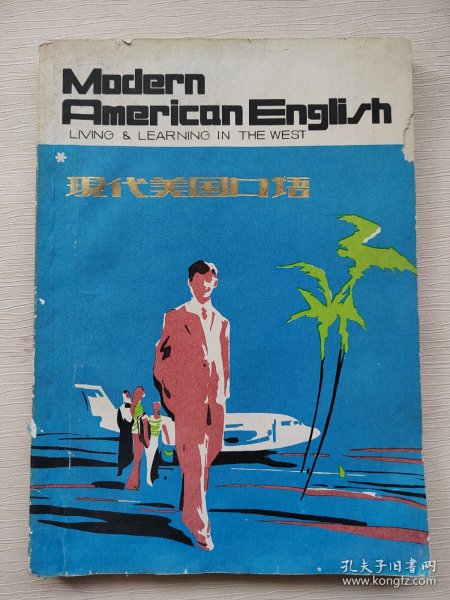 Modern
American English
LIVING & LEARNING IN THE WEST
*
現代美国口语
孔夫子旧书网
www.kongfz.com